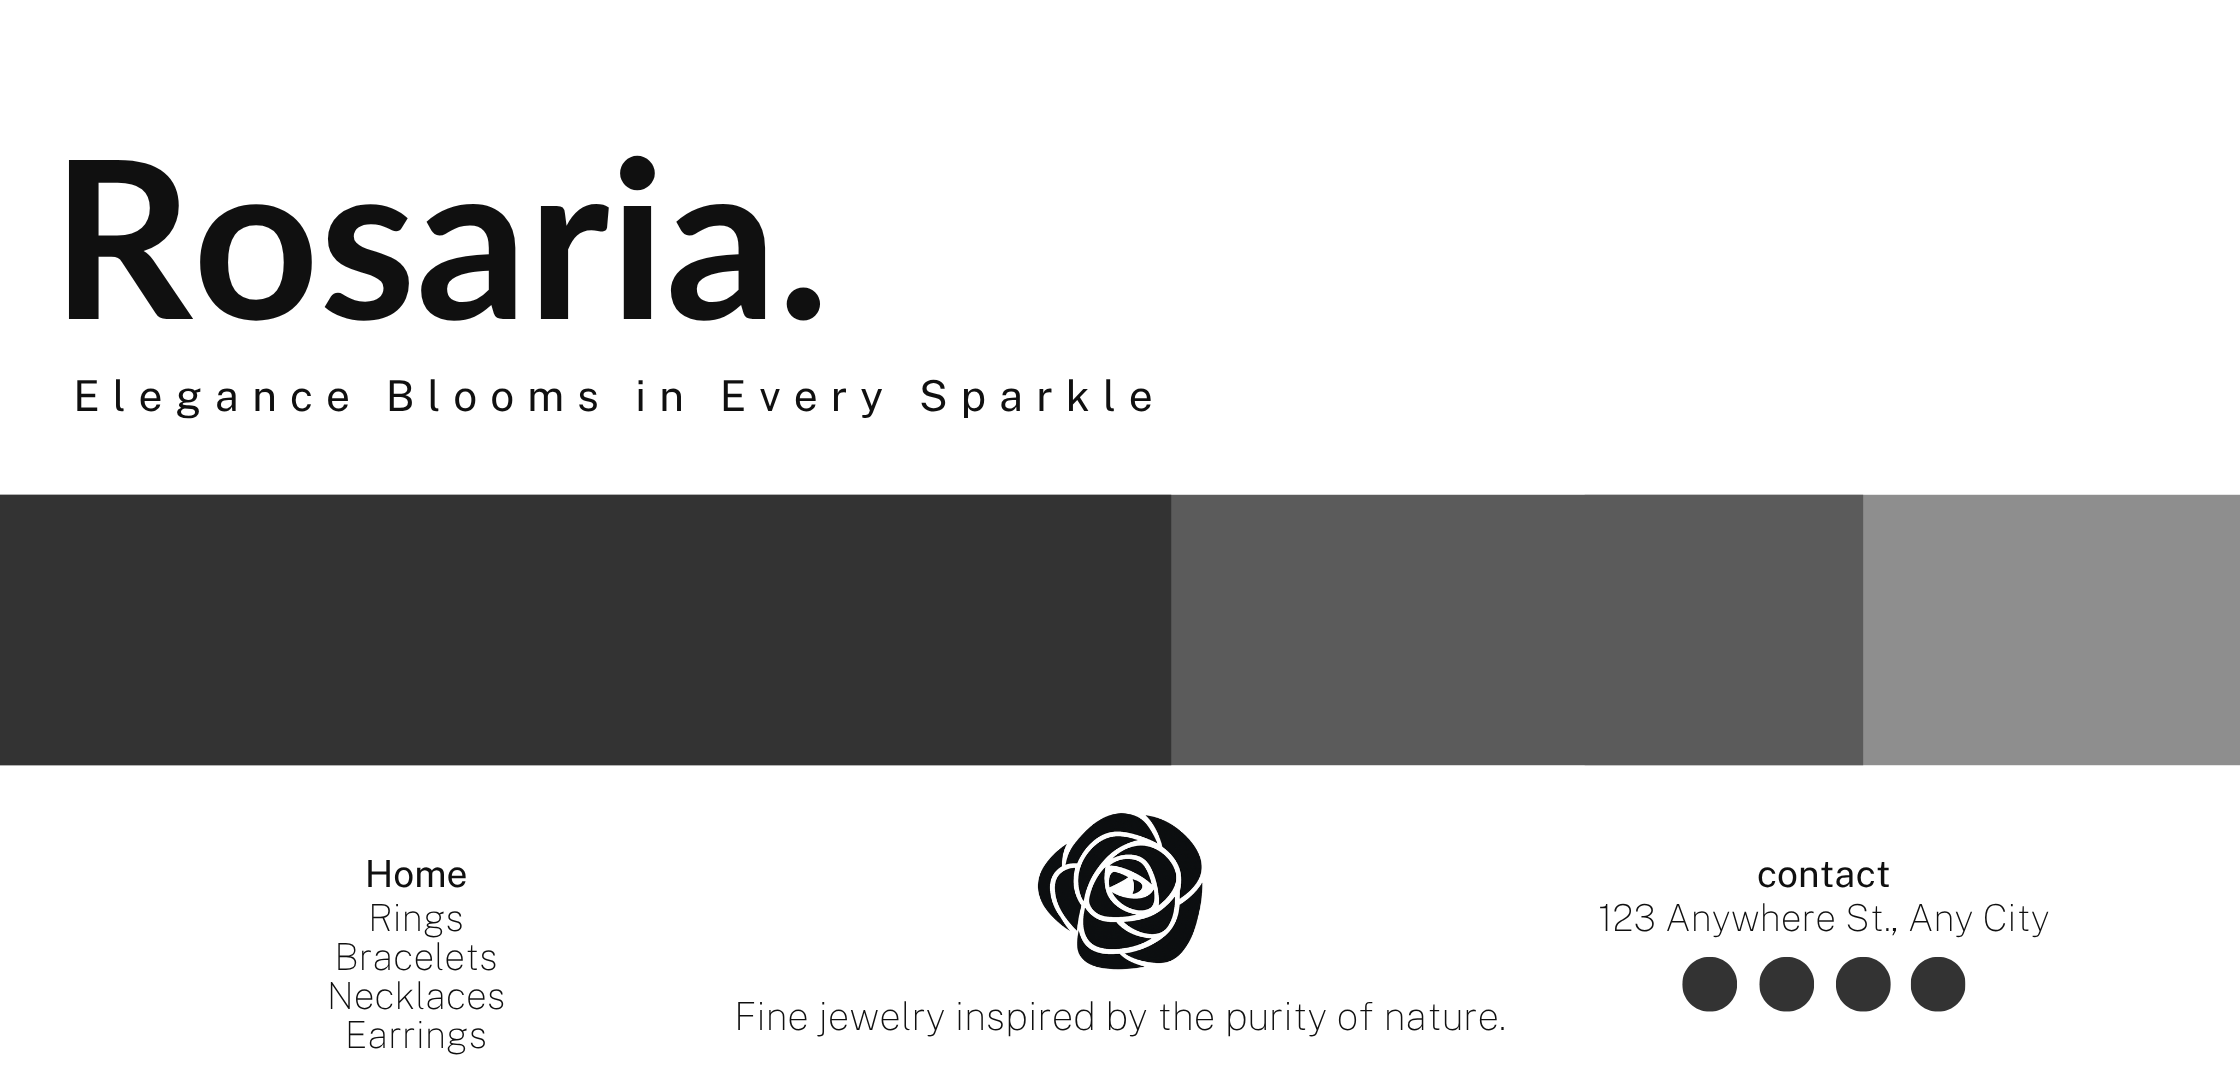 Rosaria.
Elegance Blooms in Every Sparkle
Home
Rings
Bracelets
Necklaces
Earrings
Fine jewelry inspired by the purity of nature.
contact
123 Anywhere St., Any City